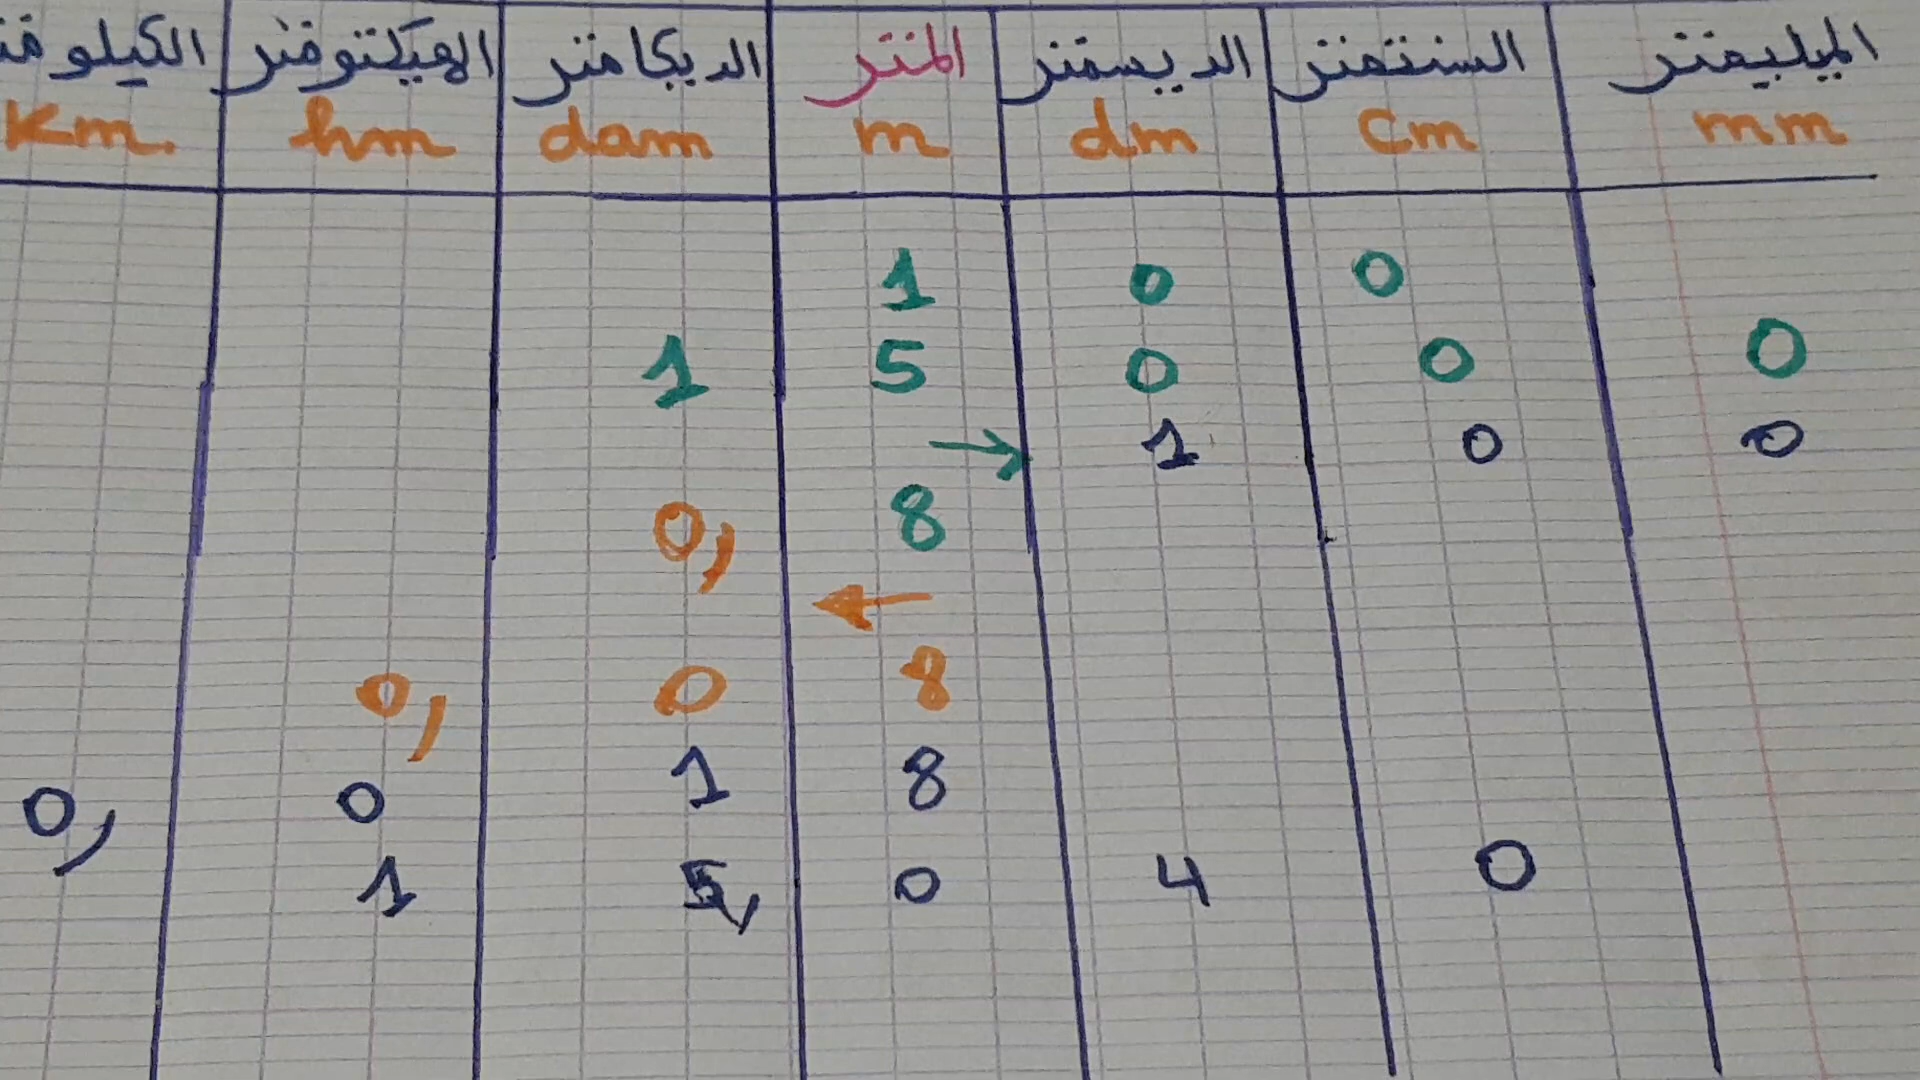 الميليمتر السنتمتر الديسمتر المتر الديكامتر الهيكتومتر
Km. hm dam m dm cm mm
1 0 0
1 5 0 0 0
→ 1 0 0
0, 8
←
0, 0 8
0, 0 1 8
1 5, 0 4 0